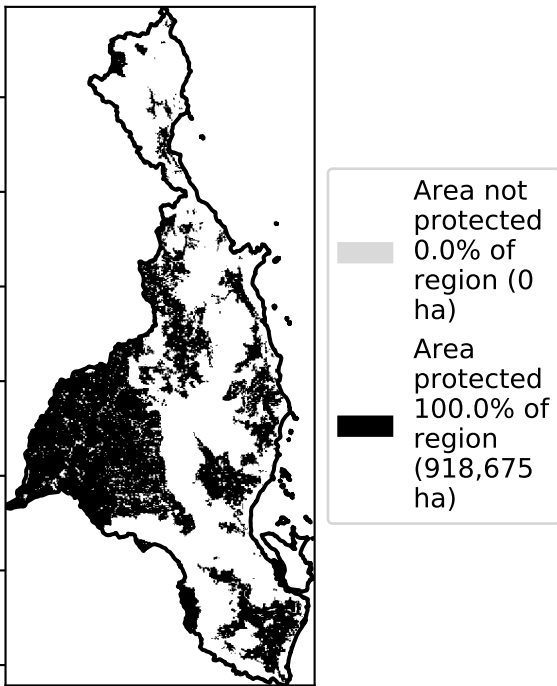 Area not
protected
0.0% of
region (0
ha)
Area
protected
100.0% of
region
(918,675
ha)